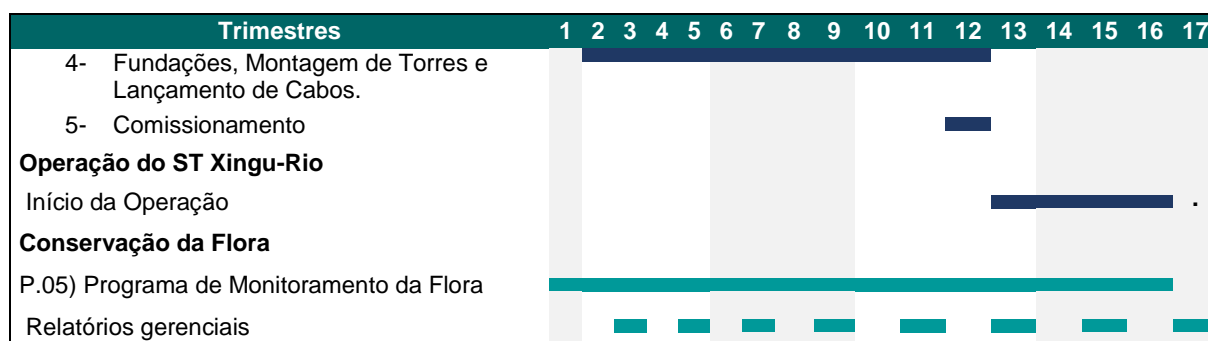 Trimestres 1 2 3 4 5 6 7 8 9 10 11 12 13 14 15 16 17
4- Fundações, Montagem de Torres e
Lançamento de Cabos.
5- Comissionamento
Operação do ST Xingu-Rio
Início da Operação .
Conservação da Flora
P.05) Programa de Monitoramento da Flora
Relatórios gerenciais